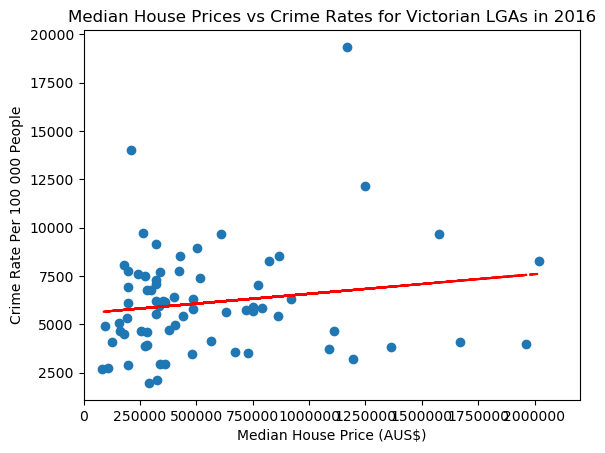 Median House Prices vs Crime Rates for Victorian LGAs in 2016
20000
17500
15000
12500
10000
7500
5000
2500
Crime Rate Per 100 000 People
0 250000 500000 750000 1000000 1250000 1500000 1750000 2000000
Median House Price (AUS$)